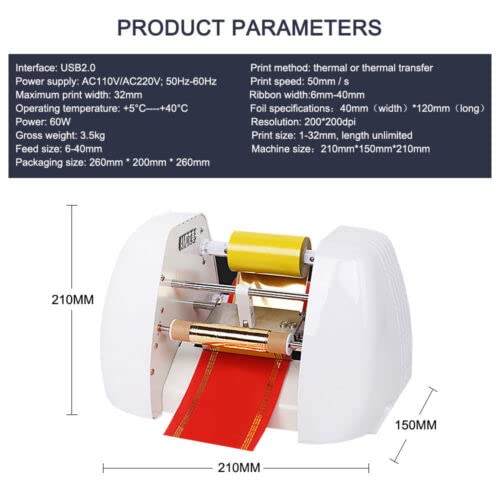 PRODUCT PARAMETERS
Interface: USB2.0
Power supply: AC110V/AC220V; 50Hz-60Hz
Maximum print width: 32mm
Operating temperature: +5°C----+40°C
Power: 60W
Gross weight: 3.5kg
Feed size: 6-40mm
Packaging size: 260mm * 200mm * 260mm
Print method: thermal or thermal transfer
Print speed: 50mm / s
Ribbon width:6mm-40mm
Foil specifications: 40mm（width）*120mm（long）
Resolution: 200*200dpi
Print size: 1-32mm, length unlimited
Machine size: 210mm*150mm*210mm
210MM
150MM
210MM